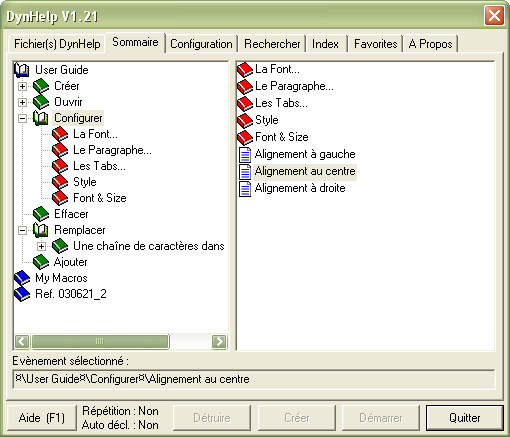 DynHelp V1.21
Fichier(s) DynHelp Sommaire Configuration Rechercher Index Favorites A Propos
User Guide
Créer
Ouvrir
Configurer
La Font...
Le Paragraphe...
Les Tabs...
Style
Font & Size
Effacer
Remplacer
Une chaîne de caractères dans
Ajouter
My Macros
Ref. 030621_2
La Font...
Le Paragraphe...
Les Tabs...
Style
Font & Size
Alignement à gauche
Alignement au centre
Alignement à droite
Evènement sélectionné :
¤\User Guide¤\Configurer¤\Alignement au centre
Aide (F1)
Répétition : Non
Auto décl. : Non
Détruire
Créer
Démarrer
Quitter